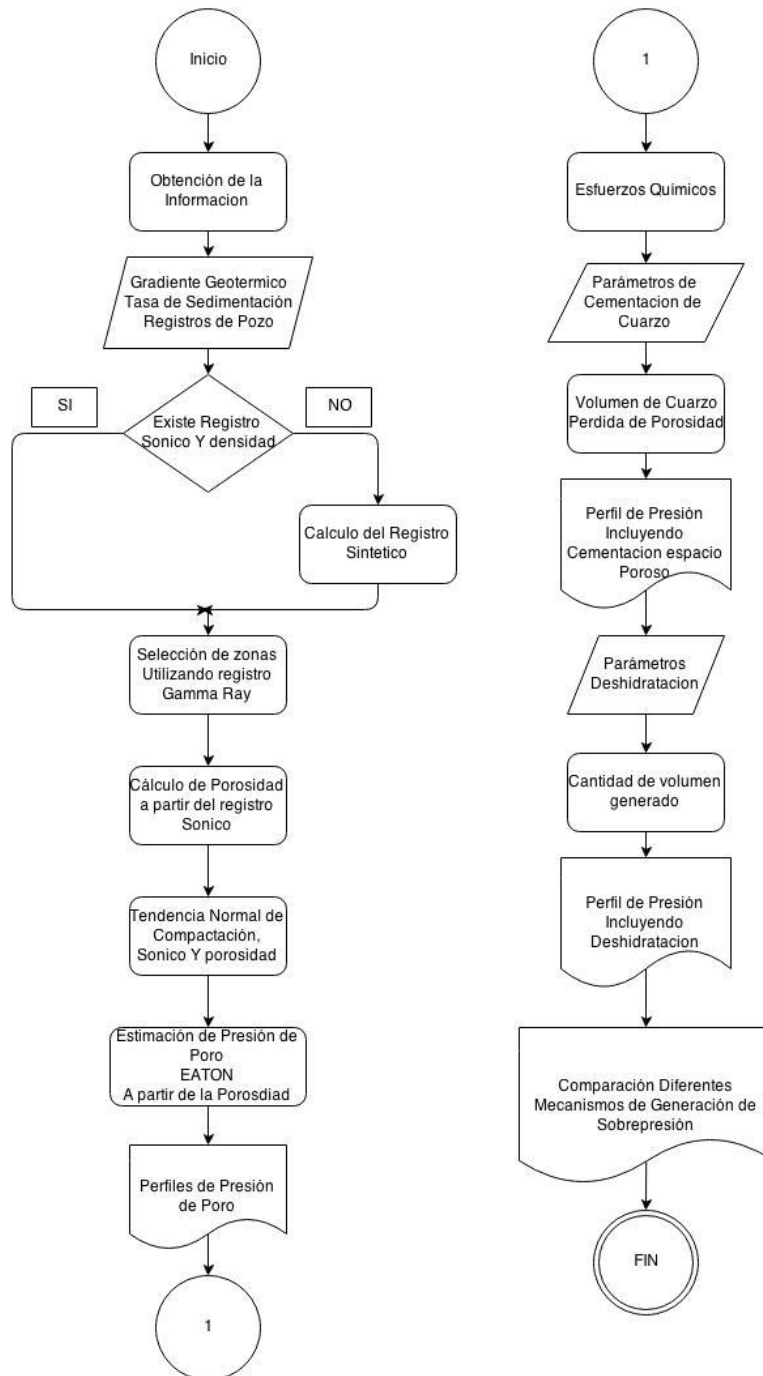 Inicio
Obtención de la
Informacion
Gradiente Geotermico
Tasa de Sedimentación
Registros de Pozo
SI
NO
Existe Registro
Sonico Y densidad
Calculo del Registro
Sintetico
Selección de zonas
Utilizando registro
Gamma Ray
Cálculo de Porosidad
a partir del registro
Sonico
Tendencia Normal de
Compactación,
Sonico Y porosidad
Estimación de Presión de
Poro
EATON
A partir de la Porosdiad
Perfiles de Presión
de Poro
1
1
Esfuerzos Químicos
Parámetros de
Cementacion de
Cuarzo
Volumen de Cuarzo
Perdida de Porosidad
Perfil de Presión
Incluyendo
Cementacion espacio
Poroso
Parámetros
Deshidratacion
Cantidad de volumen
generado
Perfil de Presión
Incluyendo
Deshidratacion
Comparación Diferentes
Mecanismos de Generación de
Sobrepresión
FIN